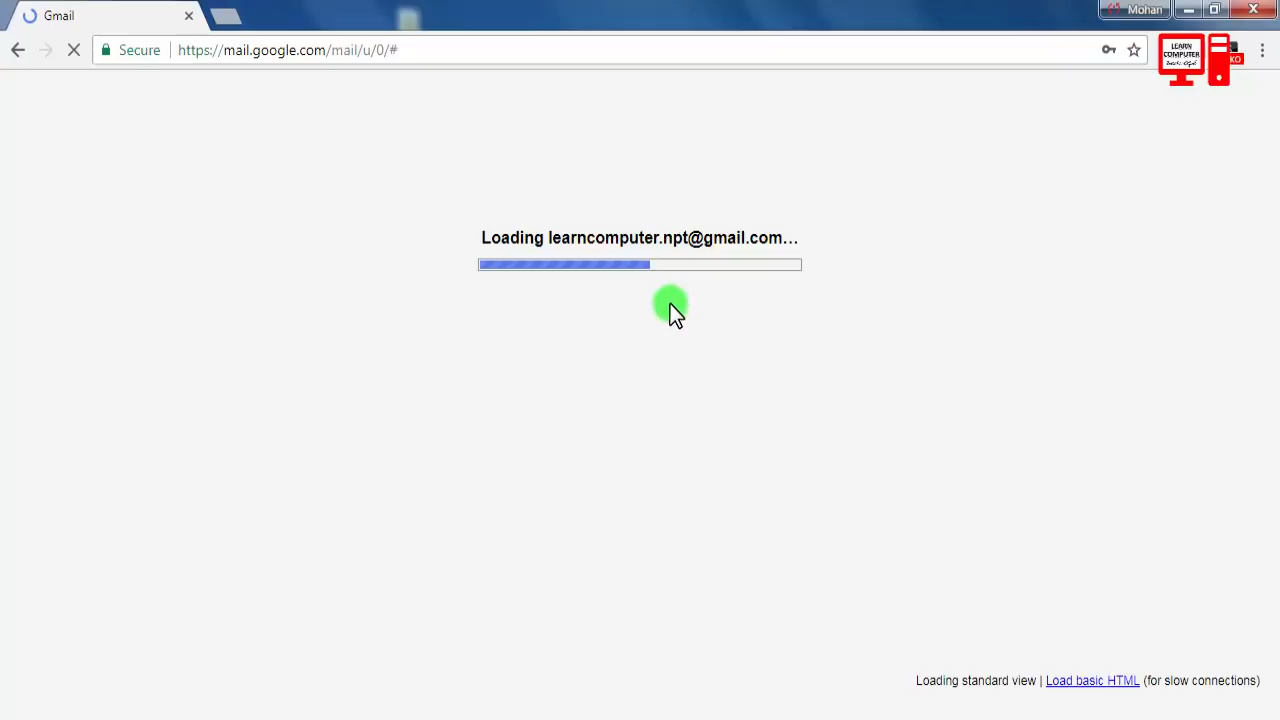 Gmail
Mohan
Secure
https://mail.google.com/mail/u/0/#
LEARN
COMPUTER
Loading learncomputer.npt@gmail.com…
Loading standard view | Load basic HTML (for slow connections)